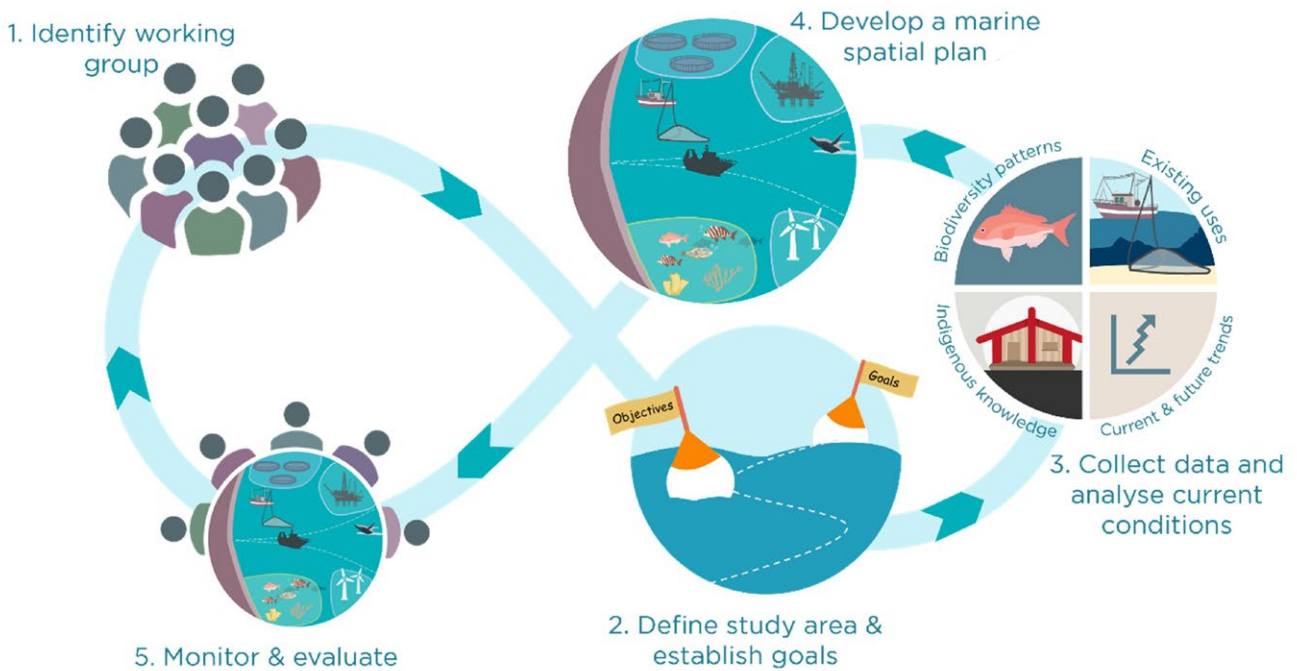 1. Identify working
group
4. Develop a marine
spatial plan
Biodiversity patterns
Existing uses
Indigenous knowledge
Current & future trends
Objectives
Goals
3. Collect data and
analyse current
conditions
2. Define study area &
establish goals
5. Monitor & evaluate